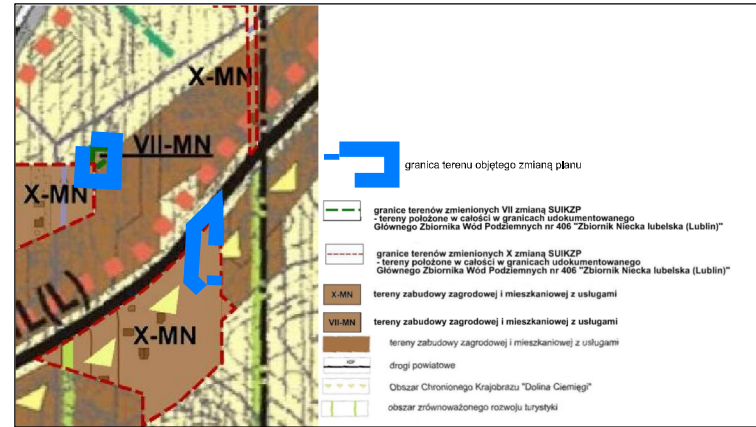 X-MN
VII-MN
X-MN
L(L)
X-MN
granica terenu objętego zmianą planu
granice terenów zmienionych VII zmianą SUIKZP
- tereny położone w całości w granicach udokumentowanego
Głównego Zbiornika Wód Podziemnych nr 406 "Zbiornik Niecka lubelska (Lublin)"
granice terenów zmienionych X zmianą SUIKZP
- tereny położone w całości w granicach udokumentowanego
Głównego Zbiornika Wód Podziemnych nr 406 "Zbiornik Niecka lubelska (Lublin)"
X-MN tereny zabudowy zagrodowej i mieszkaniowej z usługami
VII-MN tereny zabudowy zagrodowej i mieszkaniowej z usługami
tereny zabudowy zagrodowej i mieszkaniowej z usługami
drogi powiatowe
Obszar Chronionego Krajobrazu "Dolina Ciemięgi"
obszar zrównoważonego rozwoju turystyki